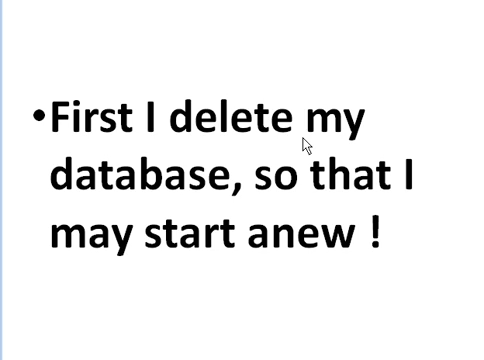 •First I delete my
database, so that I
may start anew !